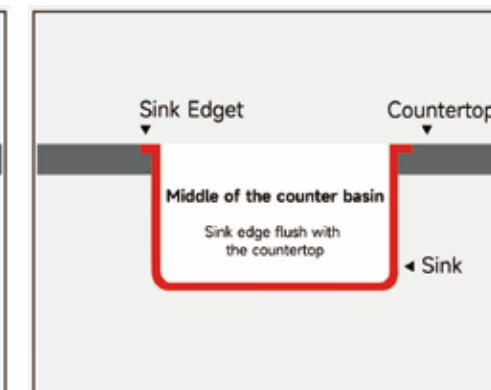 Sink Edget
Countertop
Middle of the counter basin
Sink edge flush with
the countertop
Sink